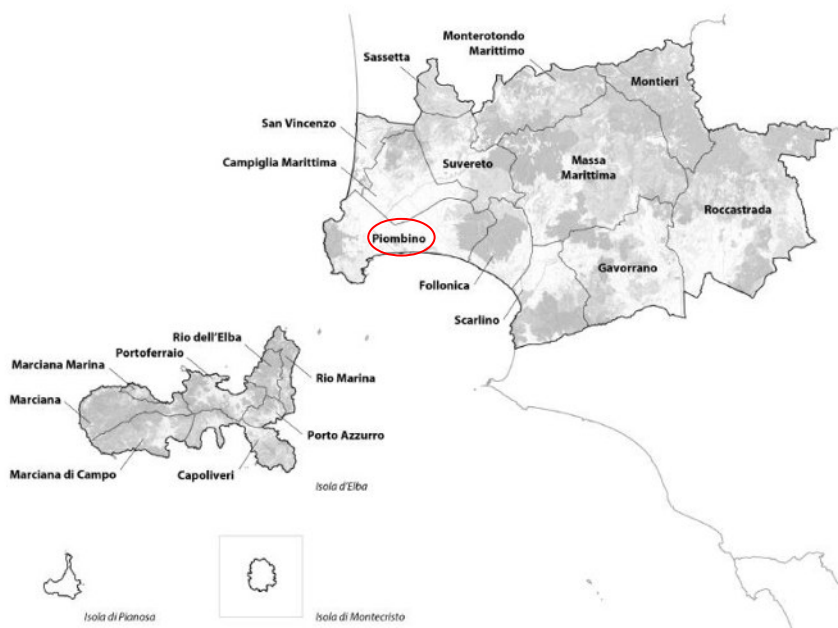 Monterotondo
Marittimo
Sassetta
Montieri
San Vincenzo
Campiglia Marittima
Suvereto
Massa
Marittima
Roccastrada
Piombino
Gavorrano
Follonica
Scarlino
Rio dell'Elba
Portoferraio
Marciana Marina
Rio Marina
Marciana
Porto Azzurro
Marciana di Campo
Capoliveri
Isola d'Elba
Isola di Pianosa
Isola di Montecristo